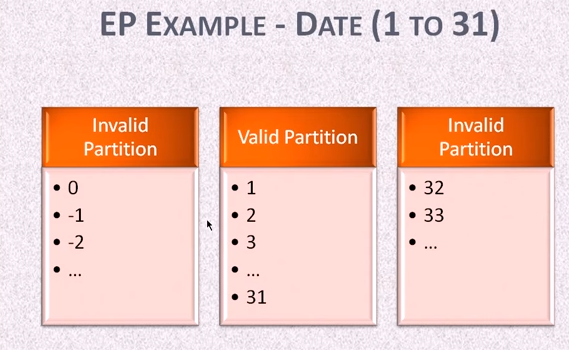 EP EXAMPLE - DATE (1 TO 31)
Invalid
Partition
• 0
• -1
• -2
• ...
Valid Partition
• 1
• 2
• 3
• ...
• 31
Invalid
Partition
• 32
• 33
• ...